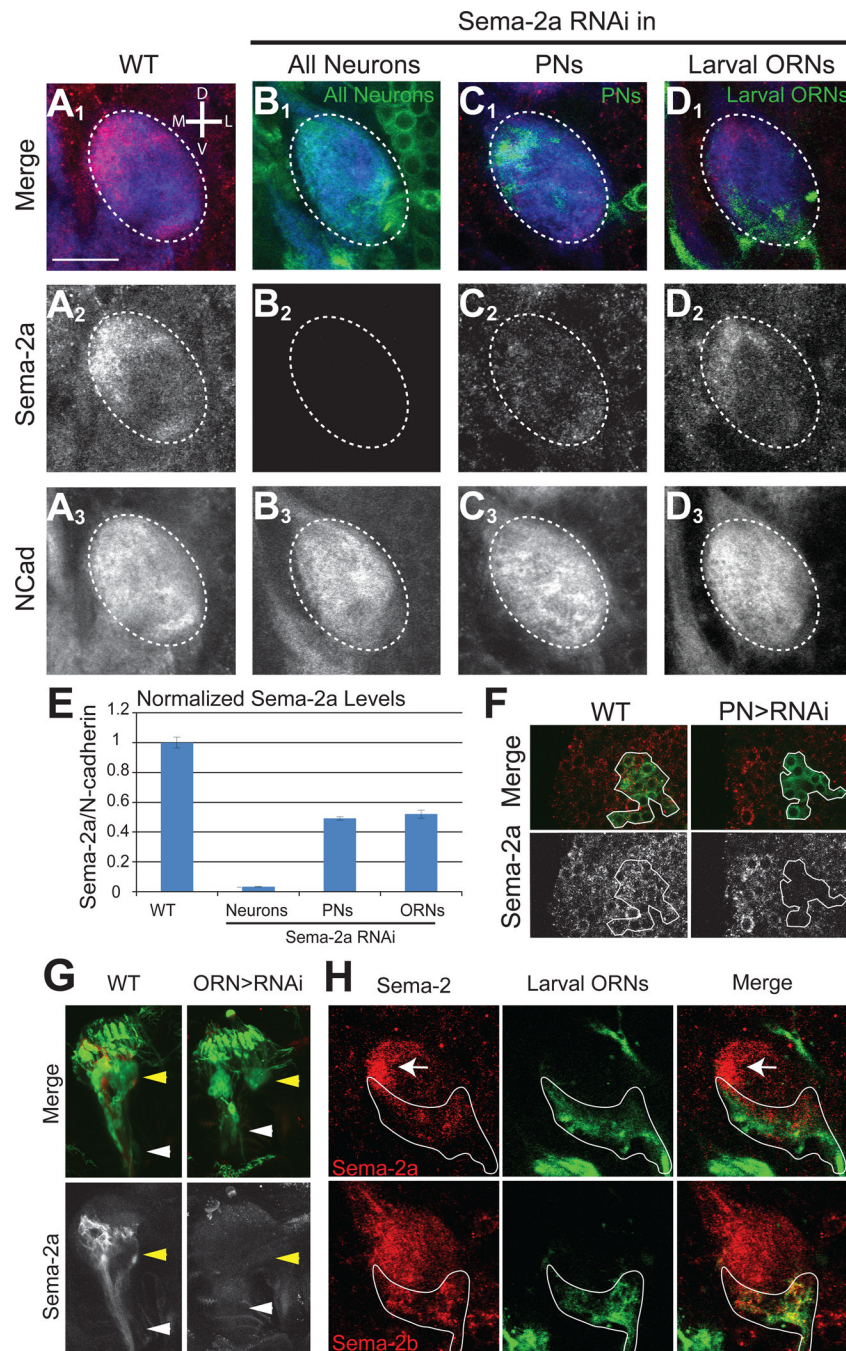 Sema-2a RNAi in
WT
All Neurons
PNs
Larval ORNs
Merge
A1
D
M
L
V
B1
All Neurons
C1
PNs
D1
Larval ORNs
Sema-2a
A2
B2
C2
D2
NCad
A3
B3
C3
D3
E
Normalized Sema-2a Levels
Sema-2a/N-cadherin
1.2
1
0.8
0.6
0.4
0.2
0
WT
Neurons
PNs
ORNs
Sema-2a RNAi
F
WT
PN>RNAi
Merge
Sema-2a
G
WT
ORN>RNAi
Merge
Sema-2a
H
Sema-2
Larval ORNs
Merge
Sema-2a
Sema-2b